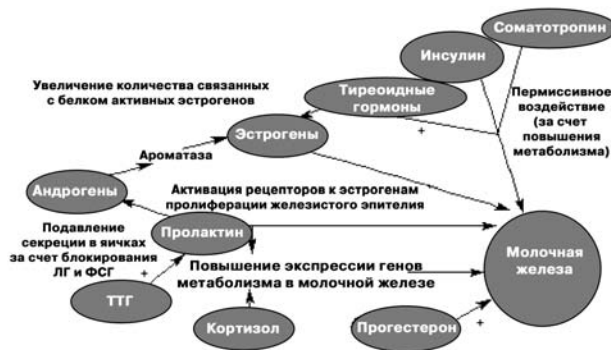 Соматотропин
Инсулин
Увеличение количества связанных
с белком активных эстрогенов
Тиреоидные
гормоны
Пермиссивное
воздействие
(за счет
повышения
метаболизма)
+
Эстрогены
Ароматаза
Андрогены
Активация рецепторов к эстрогенам
пролиферации железистого эпителия
Подавление
секреции в яичках
за счет блокирования
ЛГ и ФСГ
Пролактин
+
Повышение экспрессии генов
метаболизма в молочной железе
Молочная
железа
ТТГ
Кортизол
Прогестерон
+